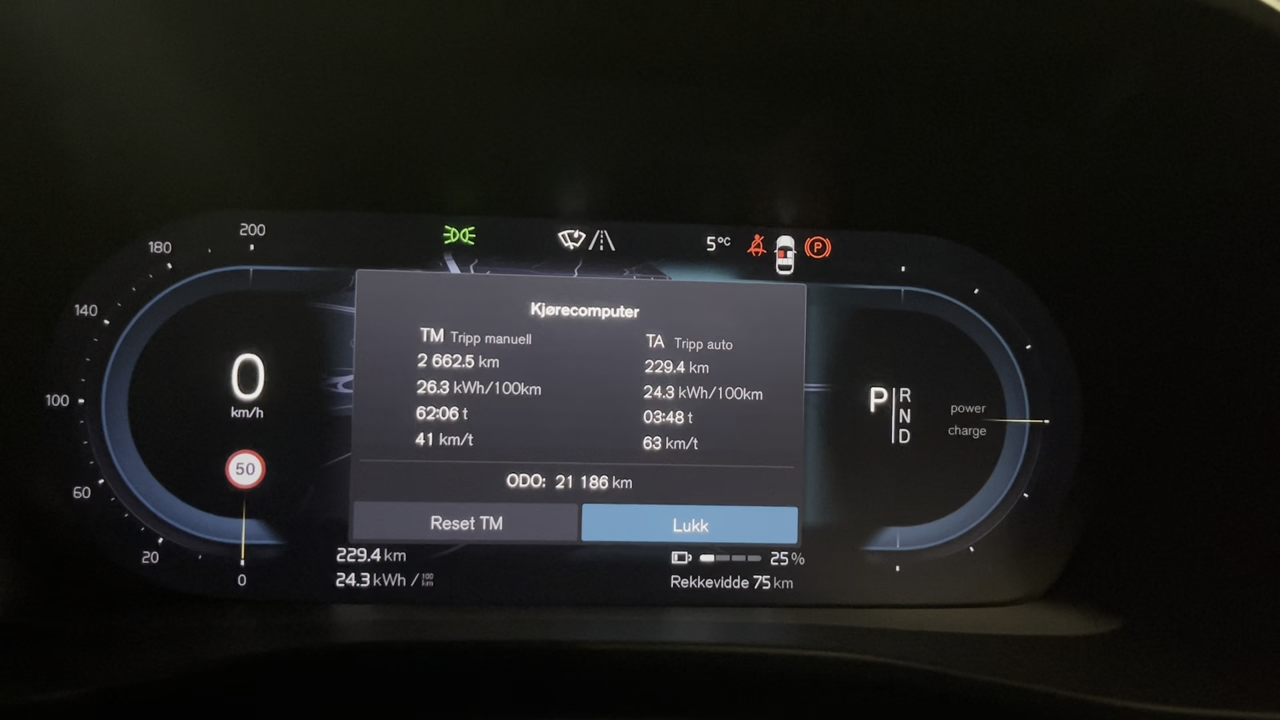 200
180
140
100
60
20
0
5°C
P
0
km/h
50
Kjørecomputer
TM Tripp manuell
2 662.5 km
26.3 kWh/100km
62:06 t
41 km/t
TA Tripp auto
229.4 km
24.3 kWh/100km
03:48 t
63 km/t
ODO: 21 186 km
Reset TM
Lukk
P R
N
D
power
charge
229.4 km
24.3 kWh / 100 km
25 %
Rekkevidde 75 km